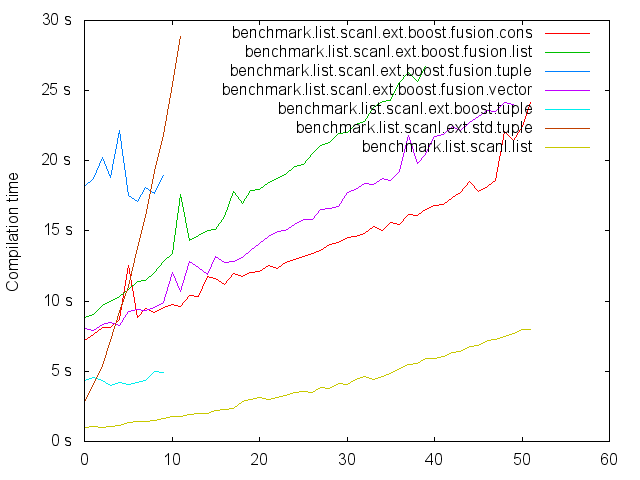 30 s
25 s
20 s
15 s
10 s
5 s
0 s
Compilation time
0
10
20
30
40
50
60
benchmark.list.scanl.ext.boost.fusion.cons
benchmark.list.scanl.ext.boost.fusion.list
benchmark.list.scanl.ext.boost.fusion.tuple
benchmark.list.scanl.ext.boost.fusion.vector
benchmark.list.scanl.ext.boost.tuple
benchmark.list.scanl.ext.std.tuple
benchmark.list.scanl.list